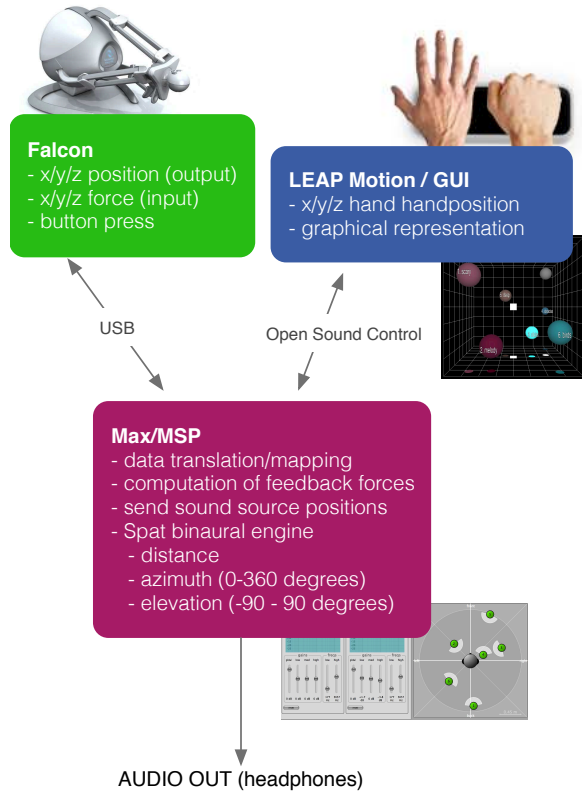 Falcon
- x/y/z position (output)
- x/y/z force (input)
- button press
LEAP Motion / GUI
- x/y/z hand handposition
- graphical representation
USB
Open Sound Control
2. melody
Max/MSP
- data translation/mapping
- computation of feedback forces
- send sound source positions
- Spat binaural engine
- distance
- azimuth (0-360 degrees)
- elevation (-90 - 90 degrees)
AUDIO OUT (headphones)